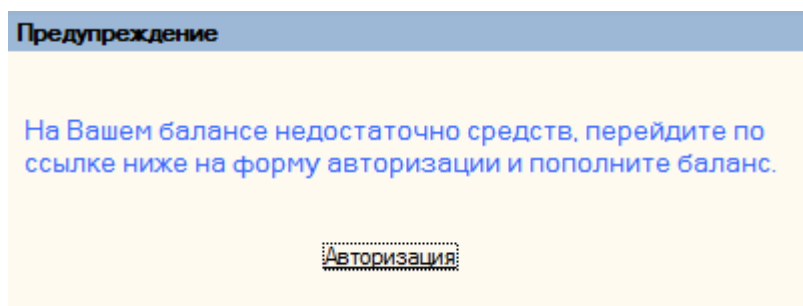 Предупреждение
На Вашем балансе недостаточно средств, перейдите по
ссылке ниже на форму авторизации и пополните баланс.
Авторизация